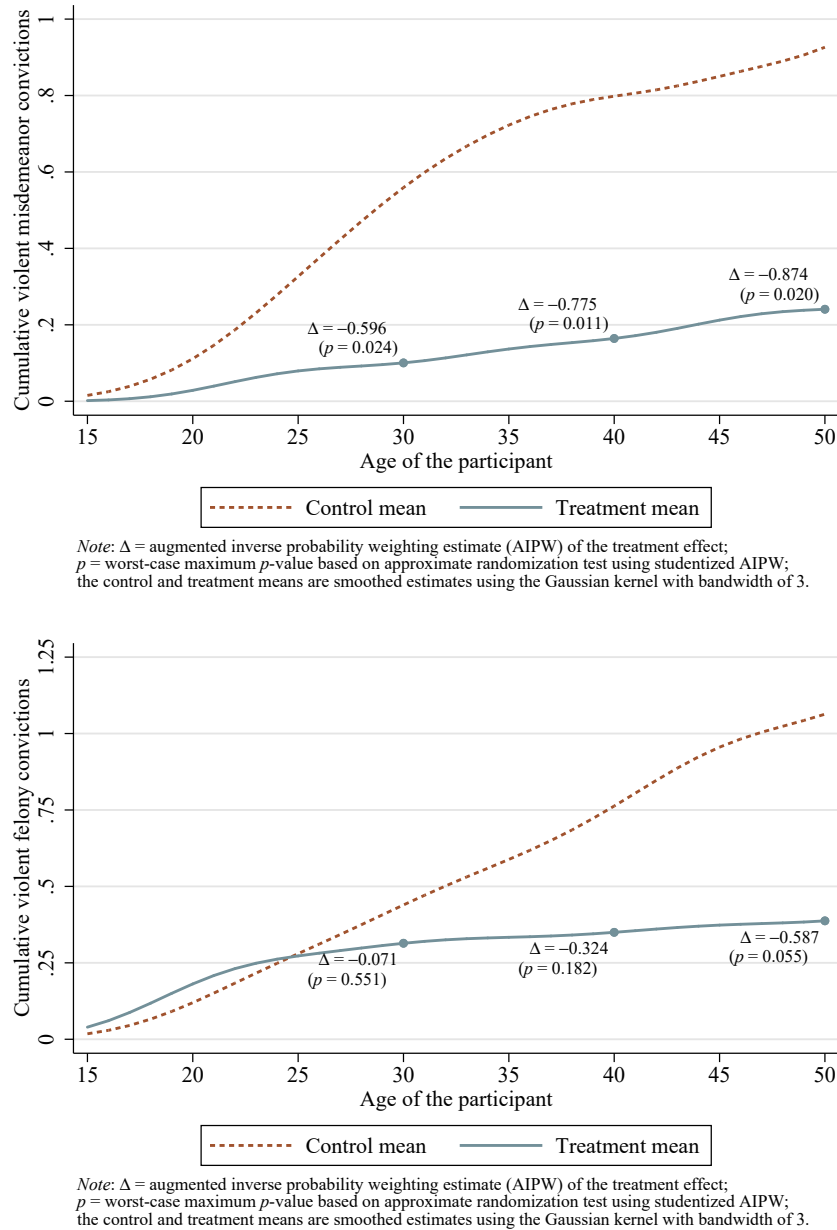 Cumulative violent misdemeanor convictions
1
.8
.6
.4
.2
0
Δ = −0.596
(p = 0.024)
Δ = −0.775
(p = 0.011)
Δ = −0.874
(p = 0.020)
15 20 25 30 35 40 45 50
Age of the participant
Control mean Treatment mean
Note: Δ = augmented inverse probability weighting estimate (AIPW) of the treatment effect;
p = worst-case maximum p-value based on approximate randomization test using studentized AIPW;
the control and treatment means are smoothed estimates using the Gaussian kernel with bandwidth of 3.
Cumulative violent felony convictions
1.25
1
.75
.5
.25
0
Δ = −0.071
(p = 0.551)
Δ = −0.324
(p = 0.182)
Δ = −0.587
(p = 0.055)
15 20 25 30 35 40 45 50
Age of the participant
Control mean Treatment mean
Note: Δ = augmented inverse probability weighting estimate (AIPW) of the treatment effect;
p = worst-case maximum p-value based on approximate randomization test using studentized AIPW;
the control and treatment means are smoothed estimates using the Gaussian kernel with bandwidth of 3.